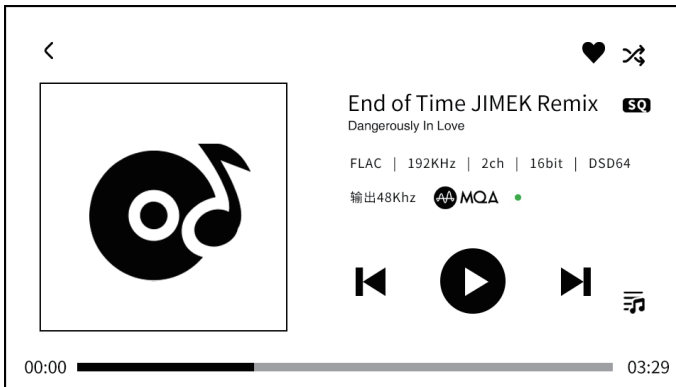 End of Time JIMEK Remix SQ
Dangerously In Love
FLAC | 192KHz | 2ch | 16bit | DSD64
输出48Khz MQA
00:00 03:29